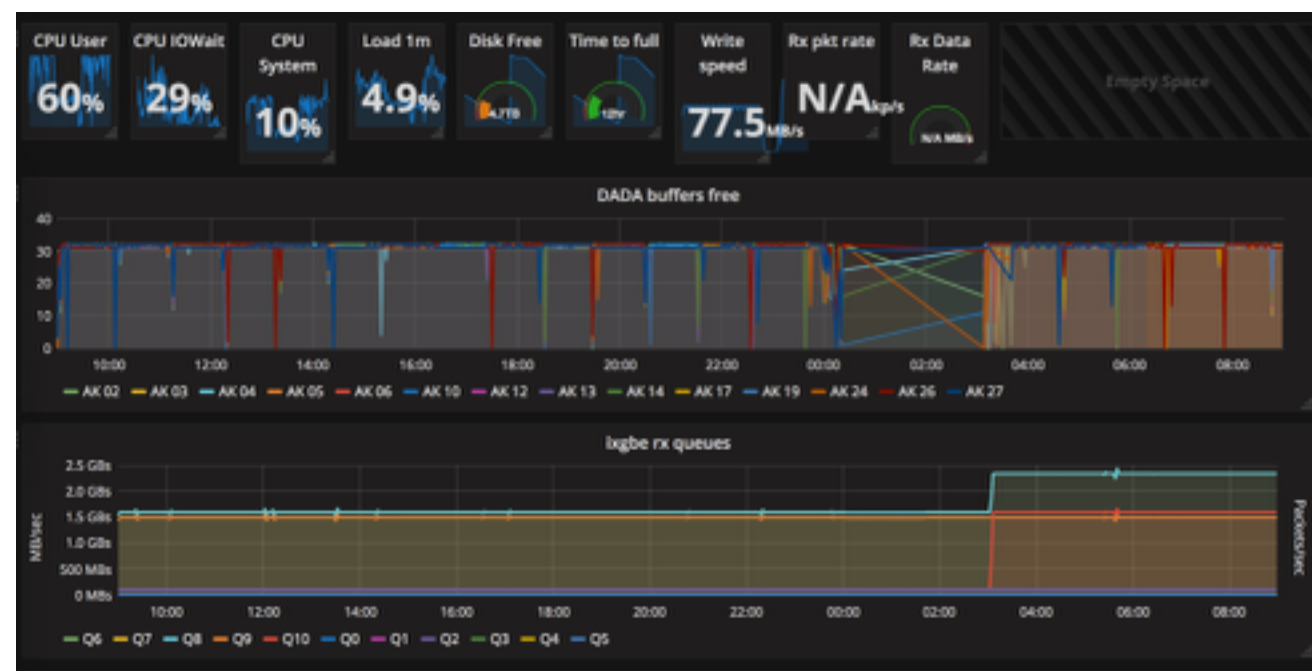 CPU User CPU IOWait CPU System Load 1m Disk Free Time to full Write speed Rx pkt rate Rx Data Rate
60% 29% 10% 4.9% 4.7TB 77.5MB/s N/A kp/s N/A MB/s
Empty Space
DADA buffers free
40
30
20
10
0
10:00 12:00 14:00 16:00 18:00 20:00 22:00 00:00 02:00 04:00 06:00 08:00
AK 02 AK 03 AK 04 AK 05 AK 06 AK 10 AK 12 AK 13 AK 14 AK 17 AK 19 AK 24 AK 26 AK 27
ixgbe rx queues
MB/sec
2.5 GBs
2.0 GBs
1.5 GBs
1.0 GBs
500 MBs
0 MBs
Packets/sec
10:00 12:00 14:00 16:00 18:00 20:00 22:00 00:00 02:00 04:00 06:00 08:00
Q6 Q7 Q8 Q9 Q10 Q0 Q1 Q2 Q3 Q4 Q5